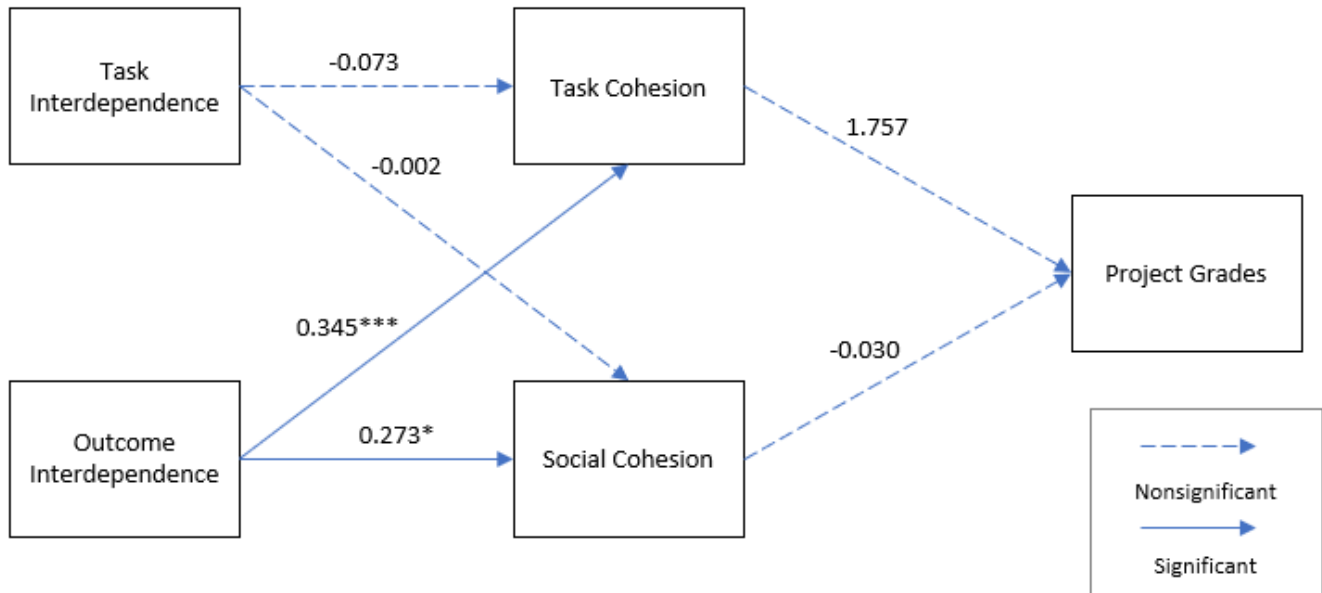 Task
Interdependence
-0.073
Task Cohesion
1.757
-0.002
Project Grades
0.345***
-0.030
Outcome
Interdependence
0.273*
Social Cohesion
Nonsignificant
Significant